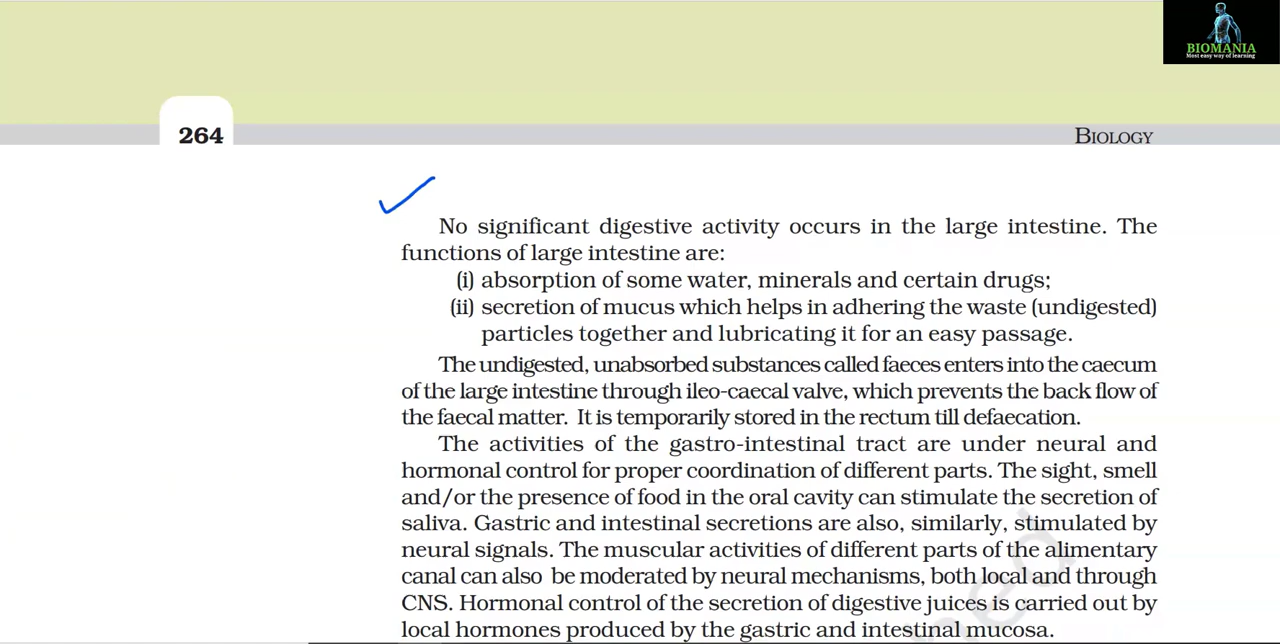 BIOMANIA
Most easy way of learning
264
BIOLOGY
No significant digestive activity occurs in the large intestine. The
functions of large intestine are:
(i) absorption of some water, minerals and certain drugs;
(ii) secretion of mucus which helps in adhering the waste (undigested)
particles together and lubricating it for an easy passage.
The undigested, unabsorbed substances called faeces enters into the caecum
of the large intestine through ileo-caecal valve, which prevents the back flow of
the faecal matter. It is temporarily stored in the rectum till defaecation.
The activities of the gastro-intestinal tract are under neural and
hormonal control for proper coordination of different parts. The sight, smell
and/or the presence of food in the oral cavity can stimulate the secretion of
saliva. Gastric and intestinal secretions are also, similarly, stimulated by
neural signals. The muscular activities of different parts of the alimentary
canal can also be moderated by neural mechanisms, both local and through
CNS. Hormonal control of the secretion of digestive juices is carried out by
local hormones produced by the gastric and intestinal mucosa.